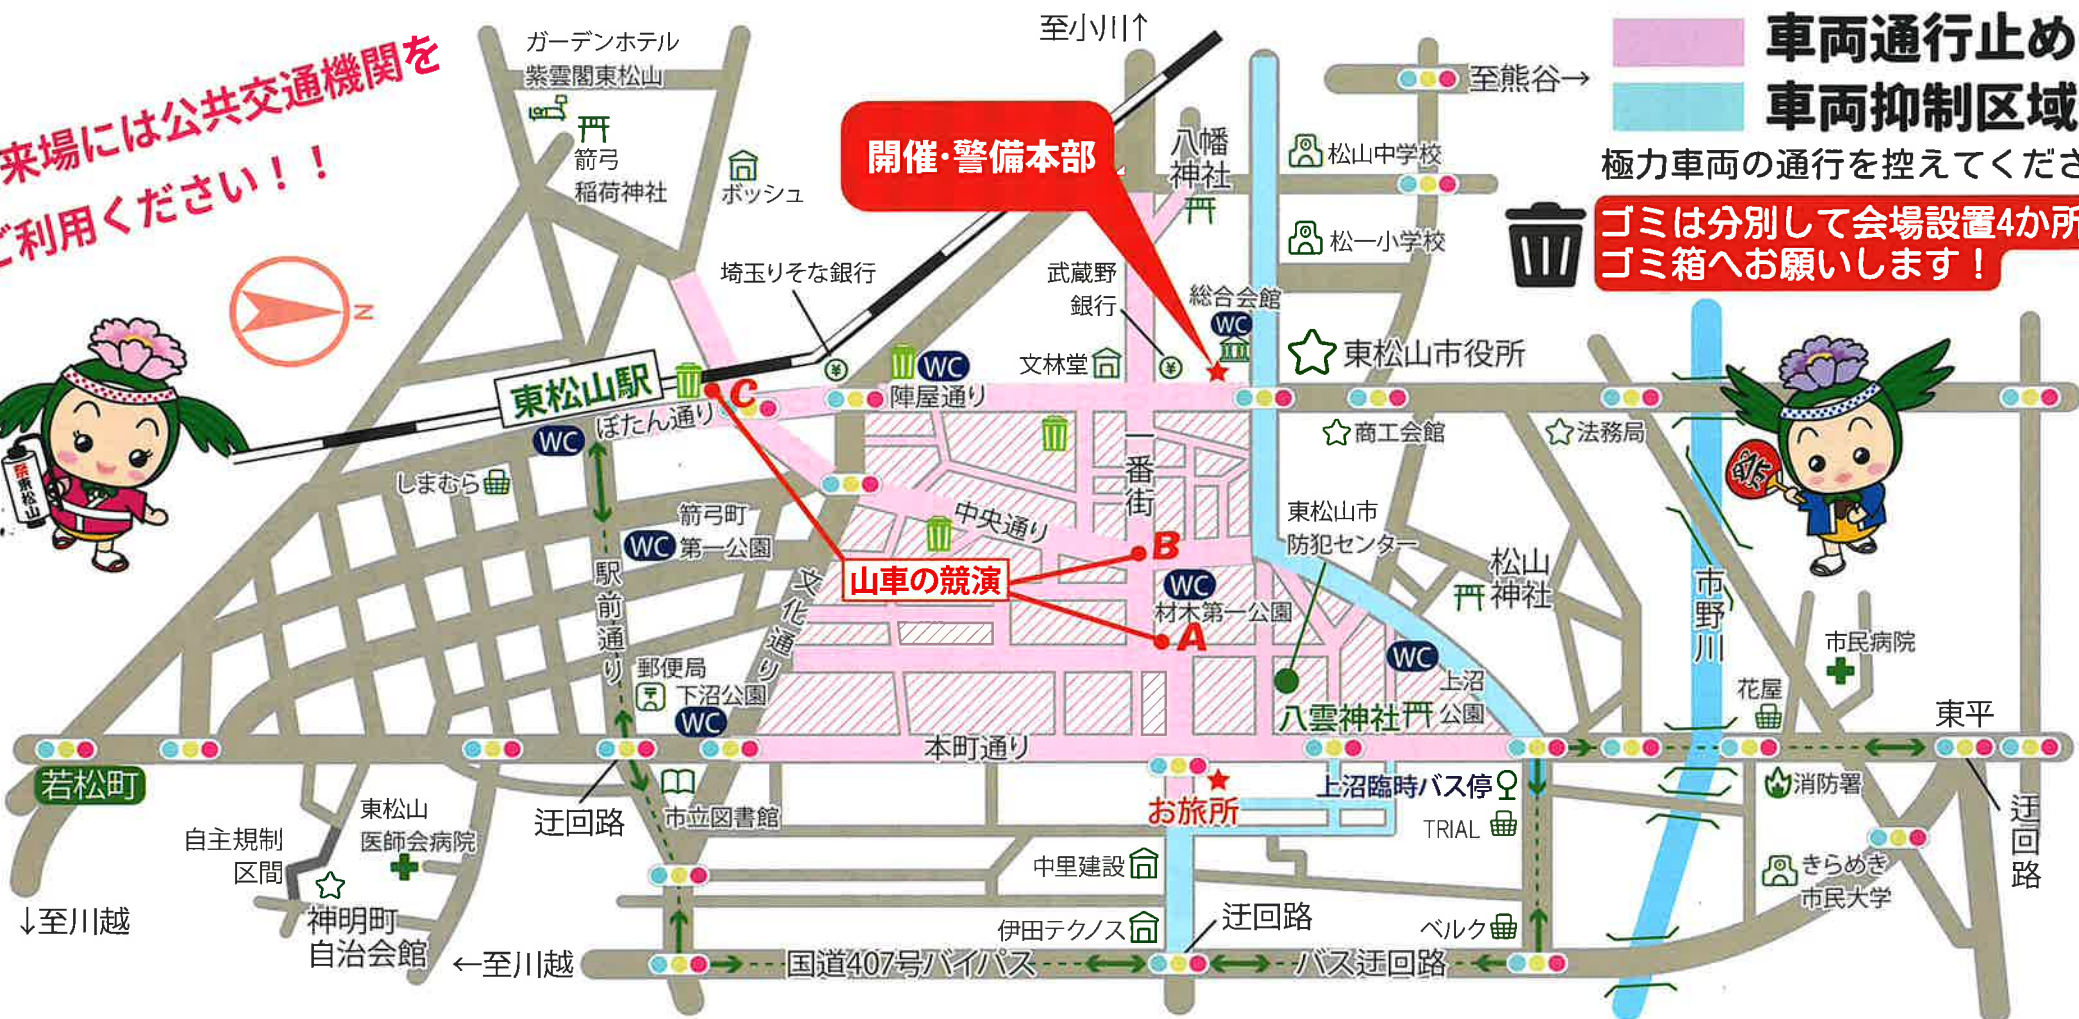 来場には公共交通機関を
ご利用ください！！
至小川↑
車両通行止め
車両抑制区域
極力車両の通行を控えてくださ
ゴミは分別して会場設置4か所
ゴミ箱へお願いします！
至熊谷→
ガーデンホテル
紫雲閣東松山
箭弓
稲荷神社
ボッシュ
開催・警備本部
八幡
神社
松山中学校
松一小学校
N
埼玉りそな銀行
武蔵野
銀行
総合会館
WC
文林堂
東松山市役所
東松山駅
C
WC
陣屋通り
ぼたん通り
WC
一番街
商工会館
法務局
しまむら
箭弓町
WC 第一公園
中央通り
東松山市
防犯センター
B
山車の競演
WC
材木第一公園
A
松山
神社
市野川
駅前通り
文化通り
郵便局
下沼公園
WC
WC
上沼
公園
八雲神社
市民病院
花屋
東平
本町通り
祭東松山
若松町
東松山
医師会病院
自主規制
区間
迂回路
市立図書館
お旅所
上沼臨時バス停
TRIAL
消防署
迂回路
中里建設
きらめき
市民大学
↓至川越
神明町
自治会館
伊田テクノス
迂回路
ベルク
←至川越
国道407号バイパス
バス迂回路